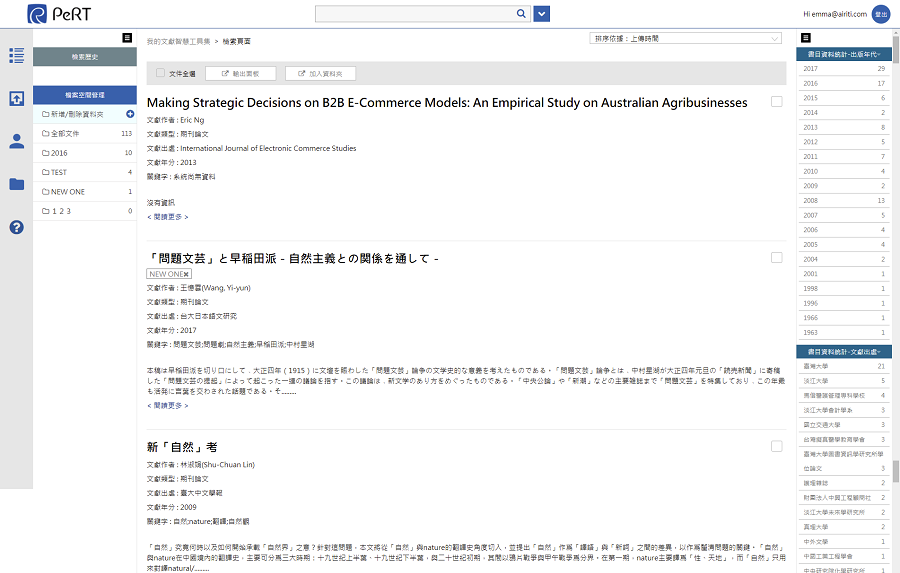 PeRT
Hi emma@airiti.com
登出
我的文獻智慧工具集 > 檢索頁面
排序依據：上傳時間
檢索歷史
檔案空間管理
新增/刪除資料夾
全部文件 113
2016 10
TEST 4
NEW ONE 1
1 2 3 0
文件全選
輸出面板
加入資料夾
Making Strategic Decisions on B2B E-Commerce Models: An Empirical Study on Australian Agribusinesses
文獻作者 : Eric Ng
文獻類型 : 期刊論文
文獻出處 : International Journal of Electronic Commerce Studies
文獻年分 : 2013
關鍵字 : 系統尚無資料
沒有資訊
< 閱讀更多 >
「問題文芸」と早稲田派－自然主義との関係を通して－
NEW ONE✖
文獻作者 : 王憶雲(Wang, Yi-yun)
文獻類型 : 期刊論文
文獻出處 : 台大日本語文研究
文獻年分 : 2017
關鍵字 : 問題文芸;問題劇;自然主義;早稲田派;中村星湖
本稿は早稲田派を切り口にして，大正四年（1915）に文壇を賑わした「問題文芸」論争の文学史的な意義を考えたものである。「問題文芸」論争とは，中村星湖が大正四年元旦の「読売新聞」に寄稿
した「問題文芸の提起」によって起こった一連の議論を指す。この議論は，新文学のあり方をめぐったものである。「中央公論」や「新潮」などの主要雑誌まで「問題文芸」を特集しており，この年最
も活発に言葉を交わされた話題である。そ.........
< 閱讀更多 >
新「自然」考
文獻作者 : 林淑娟(Shu-Chuan Lin)
文獻類型 : 期刊論文
文獻出處 : 臺大中文學報
文獻年分 : 2009
關鍵字 : 自然;nature;翻譯;自然觀
「自然」究竟何時以及如何開始承載「自然界」之意？針對這問題，本文將從「自然」與nature的翻譯史角度切入，並提出「自然」作為「譯語」與「新詞」之間的差異，以作為釐清問題的關鍵。「自然」
與nature在中國境內的翻譯史，主要可分為三大時期：十九世紀上半葉、十九世紀下半葉，與二十世紀初期，其間以鴉片戰爭與甲午戰爭為分界。在第一期，nature主要譯為「性、天地」，而「自然」只用
來對譯natural/.........
書目資料統計-出版年代
2017 29
2016 17
2015 6
2014 2
2013 8
2012 5
2011 7
2010 4
2009 2
2008 13
2007 5
2006 4
2005 4
2004 2
2001 1
1998 1
1996 1
1966 1
1963 1
書目資料統計-文獻出處
臺灣大學 21
淡江大學 5
馬偕醫護管理專科學校 4
淡江大學會計學系 3
國立交通大學 3
台灣擬真醫學教育學會 3
臺灣大學圖書資訊學研究所學
位論文 3
護理雜誌 2
財團法人中興工程顧問社 2
淡江大學未來學研究所 2
真理大學 2
中外文學 1
中國工業工程學會 1
中央研究院化學研究所 1